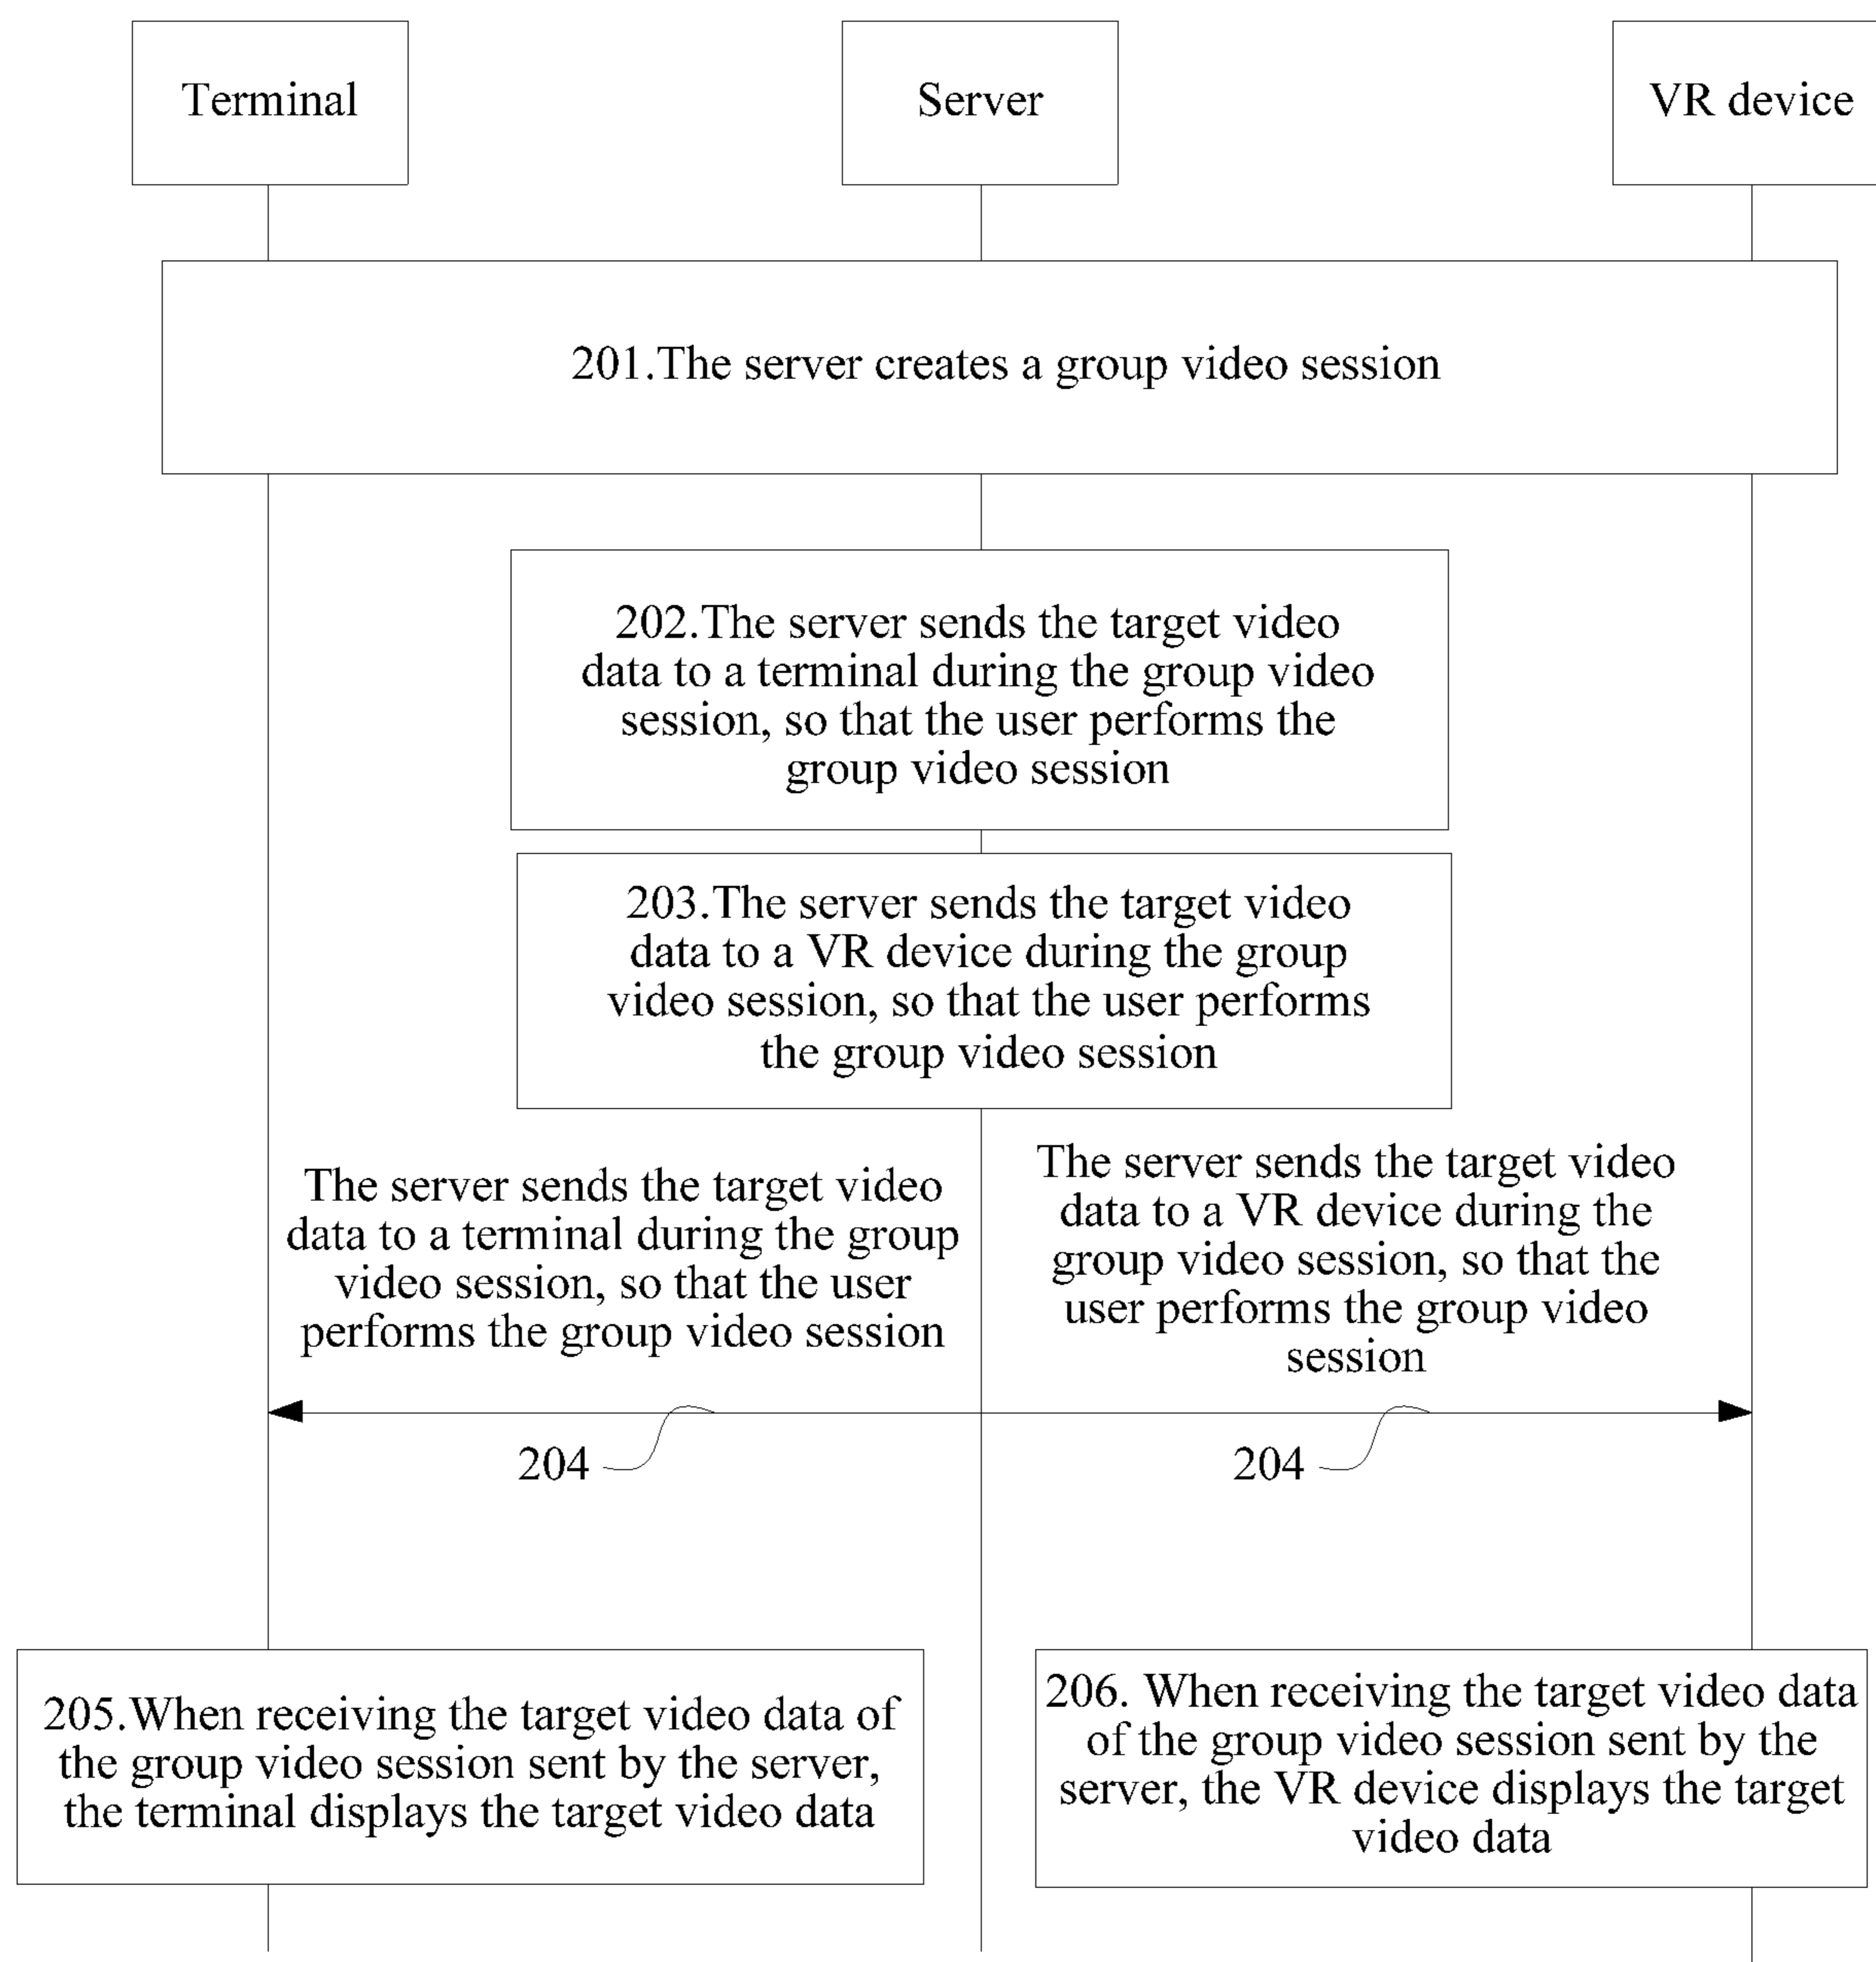 Terminal
Server
VR device
201.The server creates a group video session
202.The server sends the target video
data to a terminal during the group video
session, so that the user performs the
group video session
203.The server sends the target video
data to a VR device during the group
video session, so that the user performs
the group video session
The server sends the target video
data to a terminal during the group
video session, so that the user
performs the group video session
The server sends the target video
data to a VR device during the
group video session, so that the
user performs the group video
session
204
204
205.When receiving the target video data of
the group video session sent by the server,
the terminal displays the target video data
206. When receiving the target video data
of the group video session sent by the
server, the VR device displays the target
video data